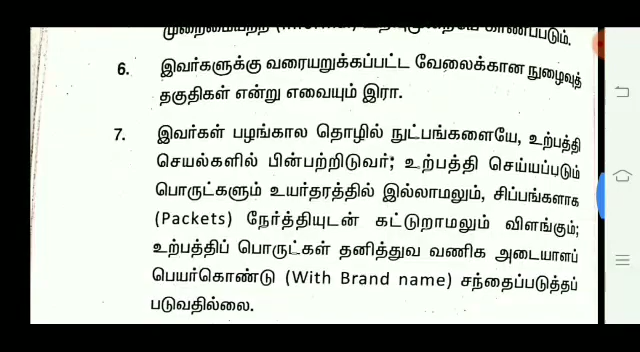 காணப்படும்.
6. இவர்களுக்கு வரையறுக்கப்பட்ட வேலைக்கான நுழைவுத்
தகுதிகள் என்று எவையும் இரா.
7. இவர்கள் பழங்கால தொழில் நுட்பங்களையே, உற்பத்தி
செயல்களில் பின்பற்றிடுவர்; உற்பத்தி செய்யப்படும்
பொருட்களும் உயர்தரத்தில் இல்லாமலும், சிப்பங்களாக
(Packets) நேர்த்தியுடன் கட்டுறாமலும் விளங்கும்;
உற்பத்திப் பொருட்கள் தனித்துவ வணிக அடையாளப்
பெயர்கொண்டு (With Brand name) சந்தைப்படுத்தப்
படுவதில்லை.